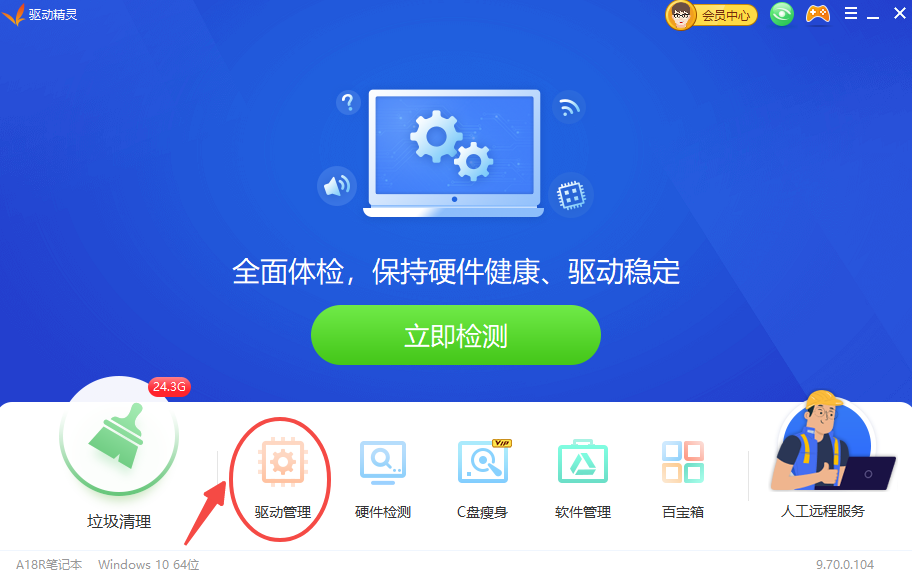 驱动精灵
会员中心
?
全面体检，保持硬件健康、驱动稳定
立即检测
24.3G
垃圾清理
驱动管理
硬件检测
VIP
C盘瘦身
软件管理
百宝箱
人工远程服务
A18R笔记本 Windows 10 64位
9.70.0.104